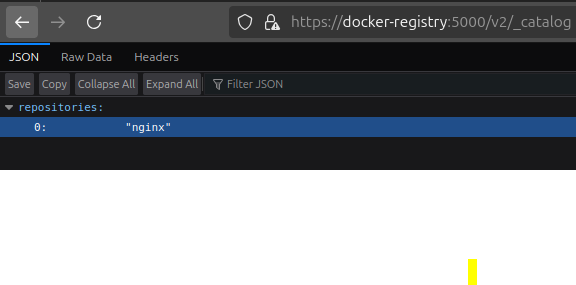 https://docker-registry:5000/v2/_catalog
JSON Raw Data Headers
Save Copy Collapse All Expand All Filter JSON
repositories:
0: "nginx"